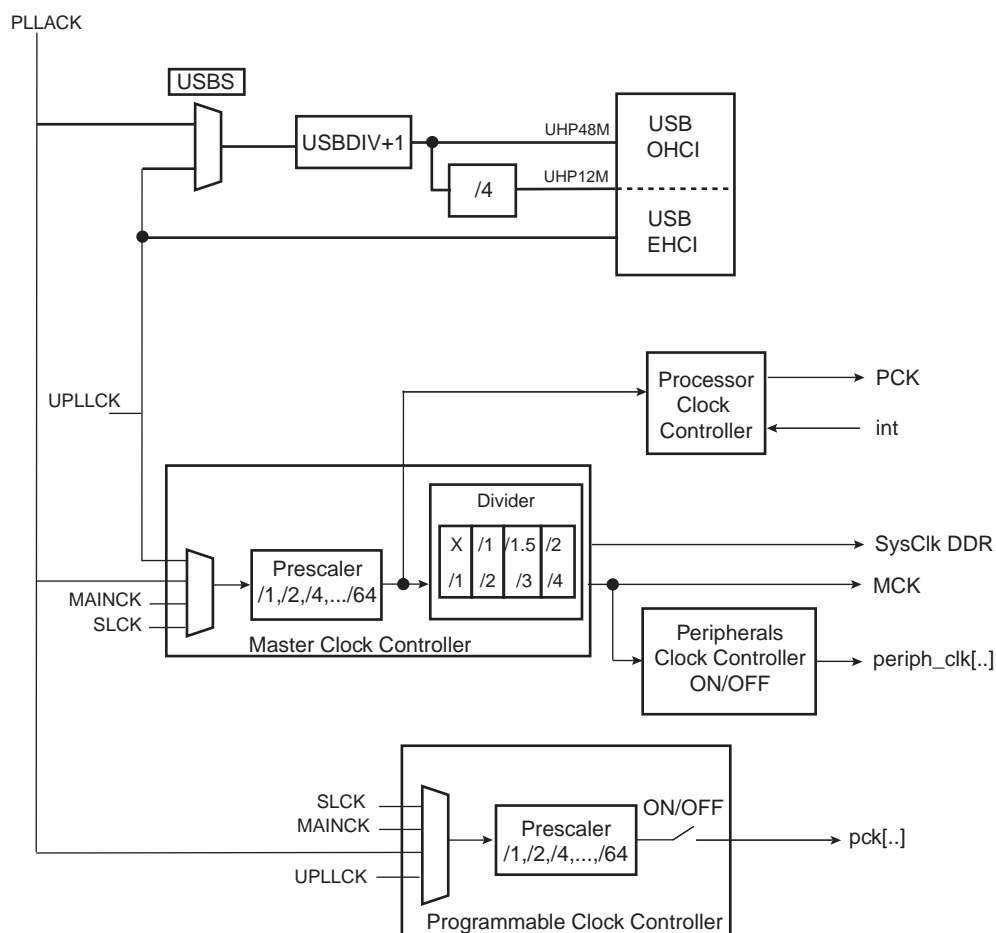 PLLACK
USBS
USBDIV+1
UHP48M
USB
OHCI
/4
UHP12M
USB
EHCI
UPLLCK
Processor
Clock
Controller
PCK
int
Divider
X /1 /1.5 /2
/1 /2 /3 /4
SysClk DDR
Prescaler
/1,/2,/4,.../64
MCK
MAINCK
SLCK
Master Clock Controller
Peripherals
Clock Controller
ON/OFF
periph_clk[..]
SLCK
MAINCK
UPLLCK
Prescaler
/1,/2,/4,...,/64
ON/OFF
pck[..]
Programmable Clock Controller